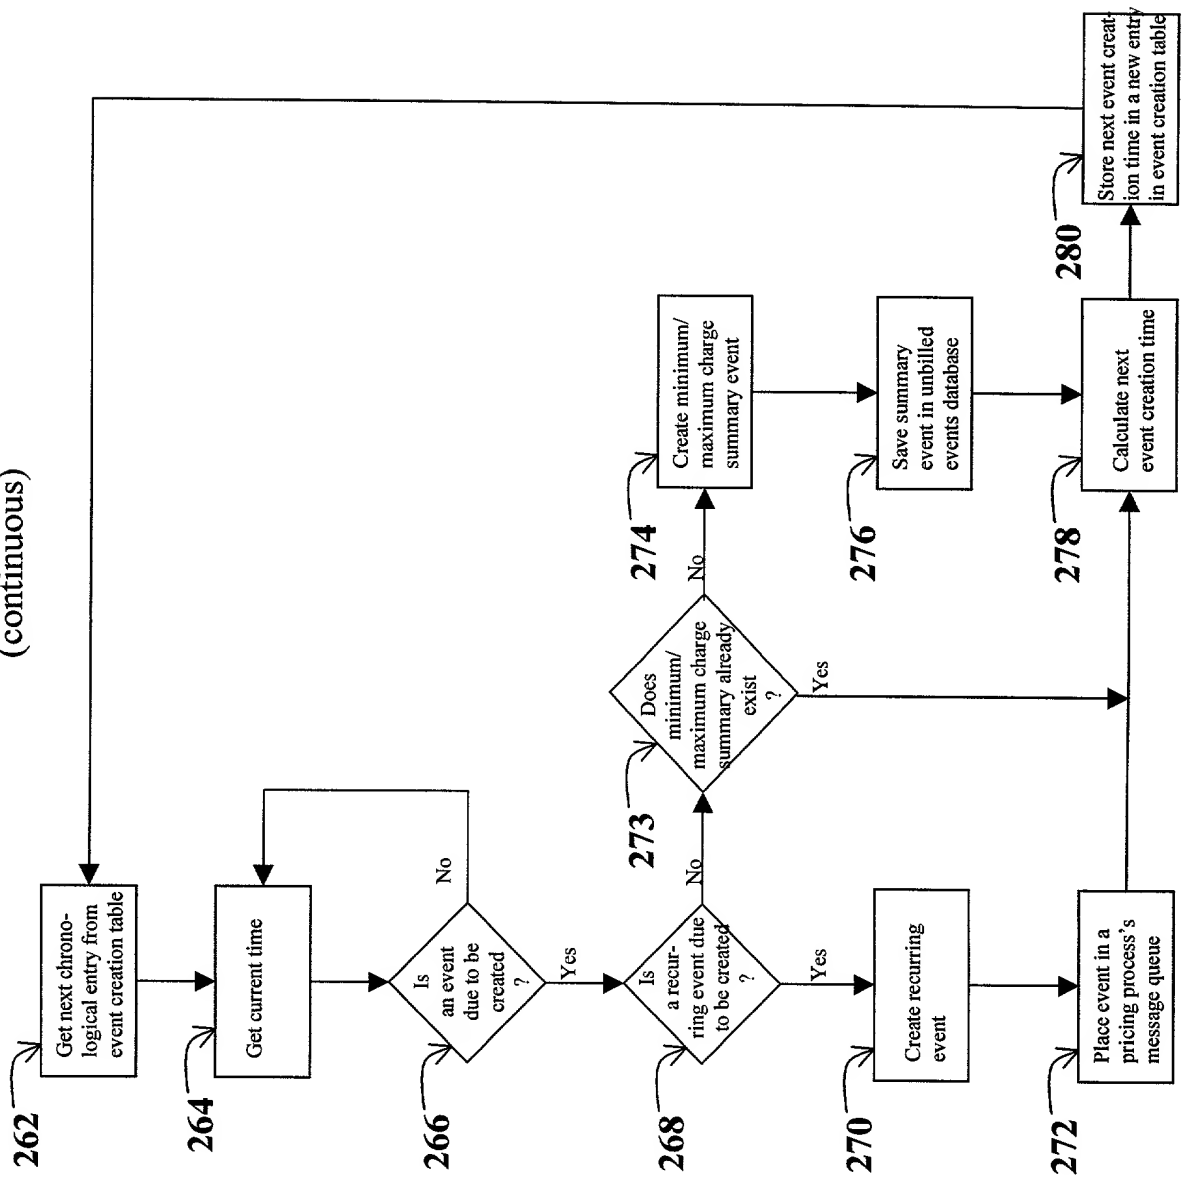 (continuous)
262
Get next chrono-
logical entry from
event creation table
264
Get current time
266
Is
an event
due to be
created
?
No
Yes
268
Is
a recur-
ring event due
to be created
?
No
Yes
270
Create recurring
event
272
Place event in a
pricing process's
message queue
273
Does
minimum/
maximum charge
summary already
exist
?
No
Yes
274
Create minimum/
maximum charge
summary event
276
Save summary
event in unbilled
events database
278
Calculate next
event creation time
280
Store next event creat-
ion time in a new entry
in event creation table